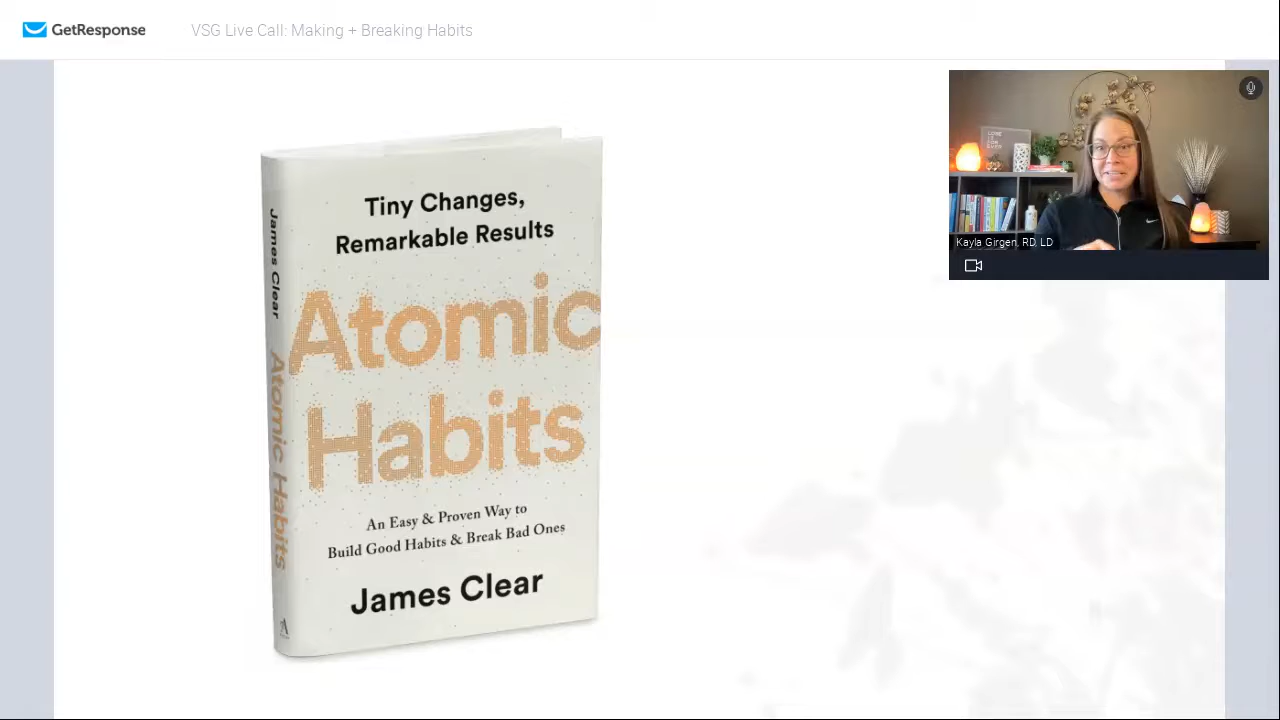 GetResponse
VSG Live Call: Making + Breaking Habits
Tiny Changes,
Remarkable Results
Atomic
Habits
An Easy & Proven Way to
Build Good Habits & Break Bad Ones
James Clear
James Clear
Atomic Habits
Kayla Girgen, RD, LD